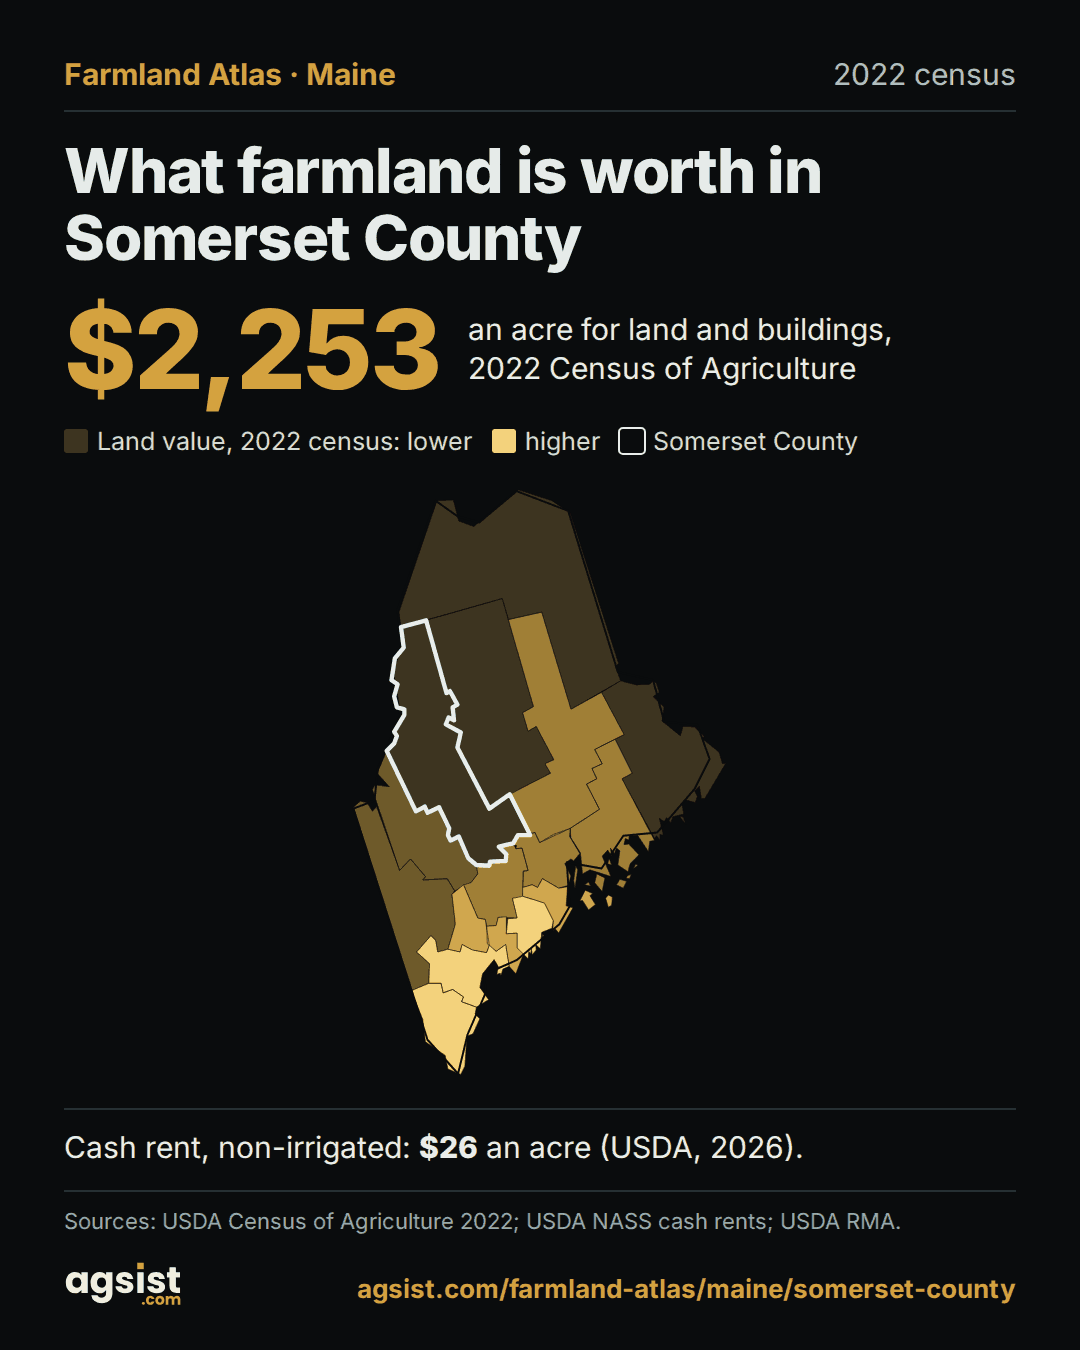 Farmland Atlas · Maine
2022 census
What farmland is worth in
Somerset County
$2,253
an acre for land and buildings,
2022 Census of Agriculture
Land value, 2022 census: lower
higher
Somerset County
Cash rent, non-irrigated: $26 an acre (USDA, 2026).
Sources: USDA Census of Agriculture 2022; USDA NASS cash rents; USDA RMA.
agsist
.com
agsist.com/farmland-atlas/maine/somerset-county